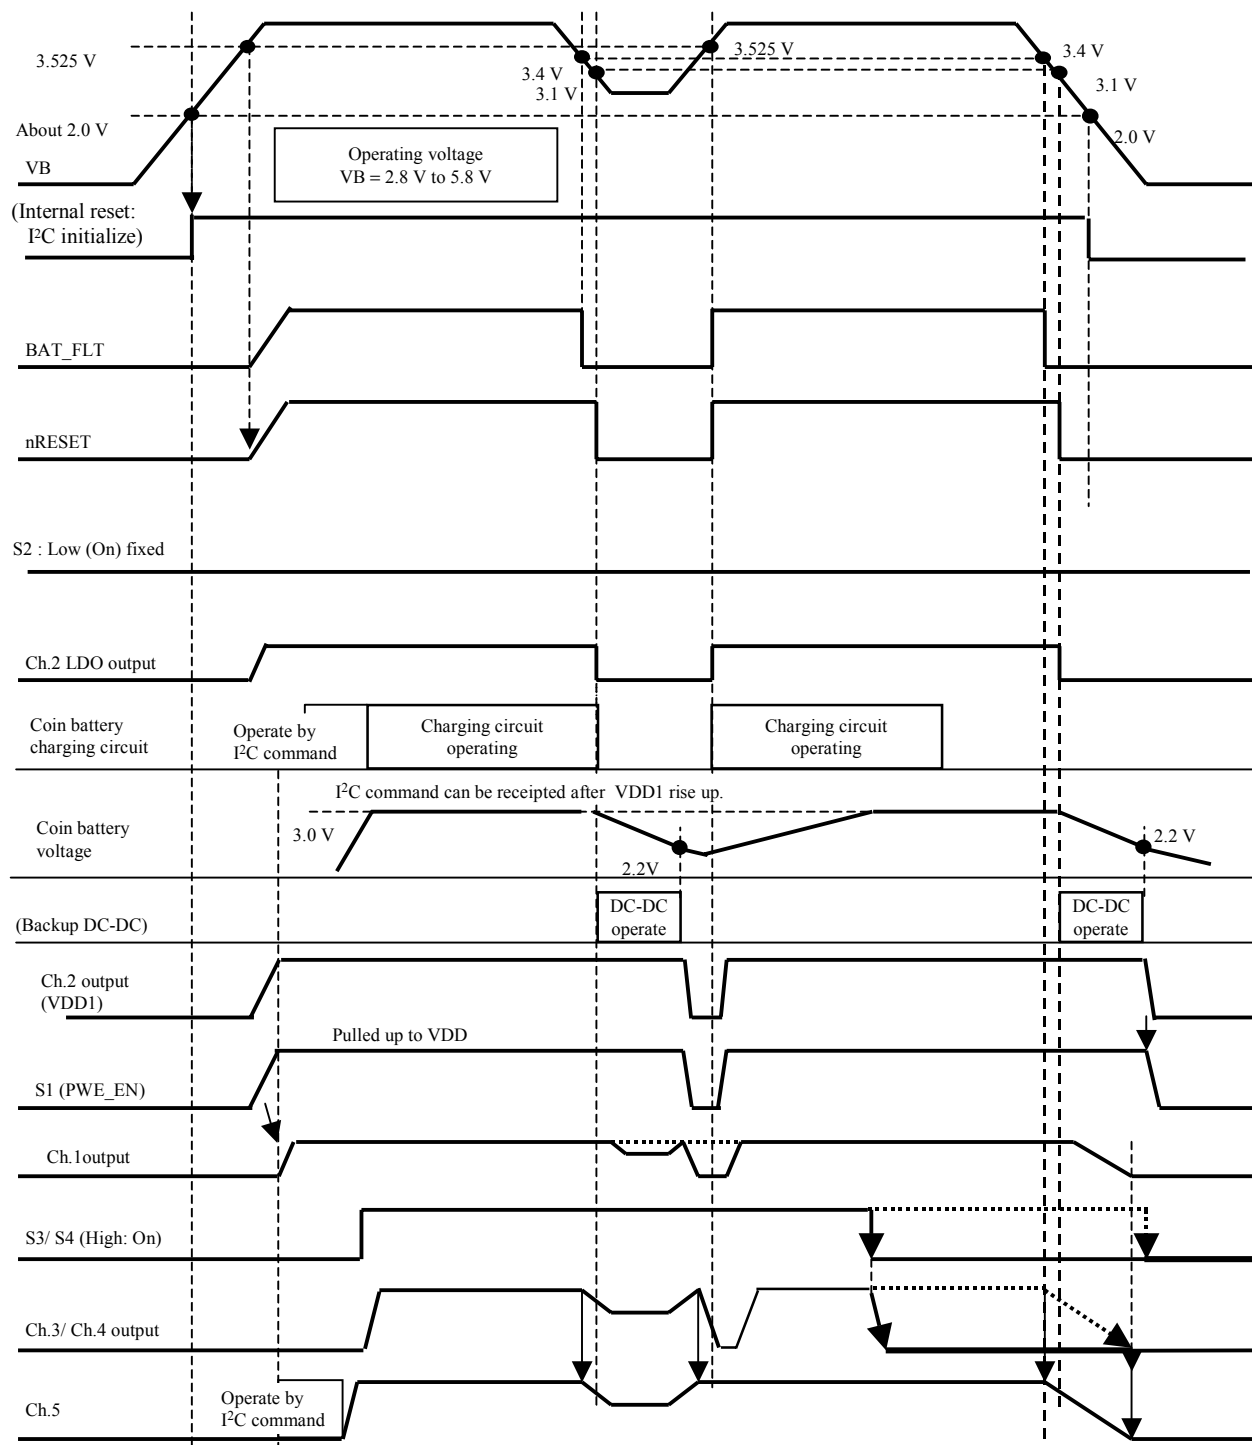 3.525 V
3.525 V
3.4 V
3.4 V
3.1 V
3.1 V
About 2.0 V
2.0 V
VB
Operating voltage
VB = 2.8 V to 5.8 V
(Internal reset:
I²C initialize)
BAT_FLT
nRESET
S2 : Low (On) fixed
Ch.2 LDO output
Coin battery
charging circuit
Operate by
I²C command
Charging circuit
operating
Charging circuit
operating
I²C command can be receipted after VDD1 rise up.
Coin battery
voltage
3.0 V
2.2V
2.2 V
(Backup DC-DC)
DC-DC
operate
DC-DC
operate
Ch.2 output
(VDD1)
Pulled up to VDD
S1 (PWE_EN)
Ch.1output
S3/ S4 (High: On)
Ch.3/ Ch.4 output
Ch.5
Operate by
I²C command